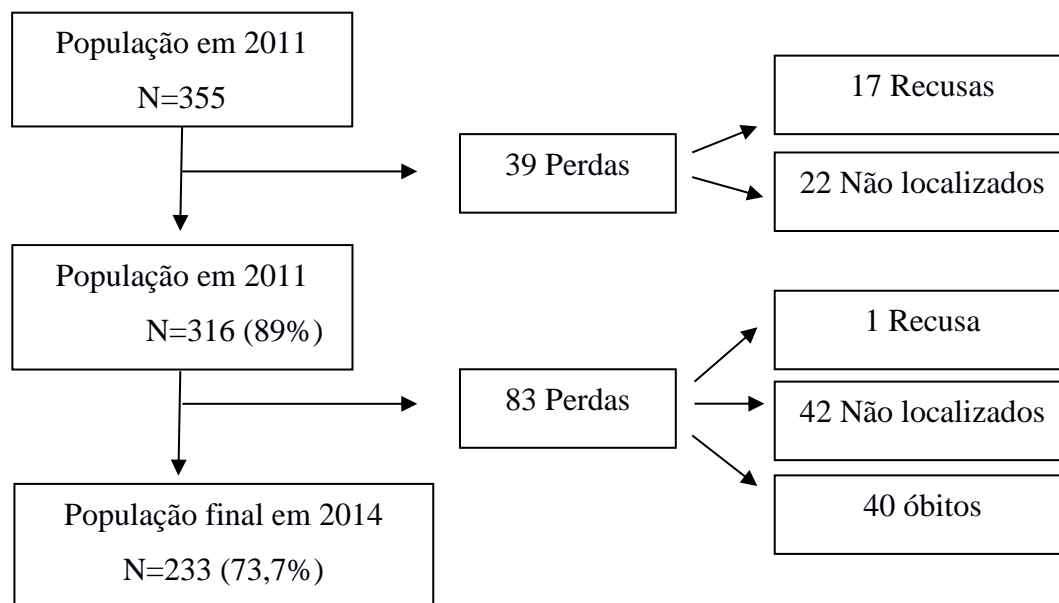 População em 2011
N=355
17 Recusas
39 Perdas
22 Não localizados
População em 2011
N=316 (89%)
1 Recusa
83 Perdas
42 Não localizados
40 óbitos
População final em 2014
N=233 (73,7%)